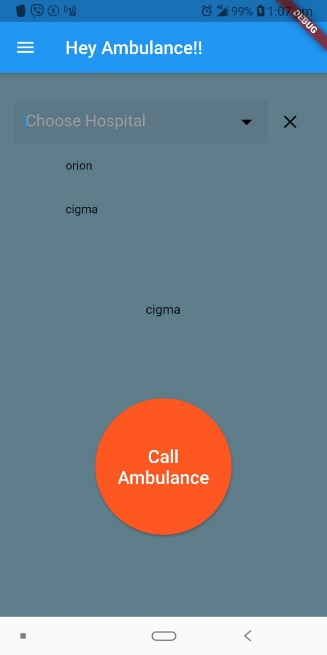 99% 1:07
DEBUG
Hey Ambulance!!
Choose Hospital
orion
cigma
cigma
Call
Ambulance